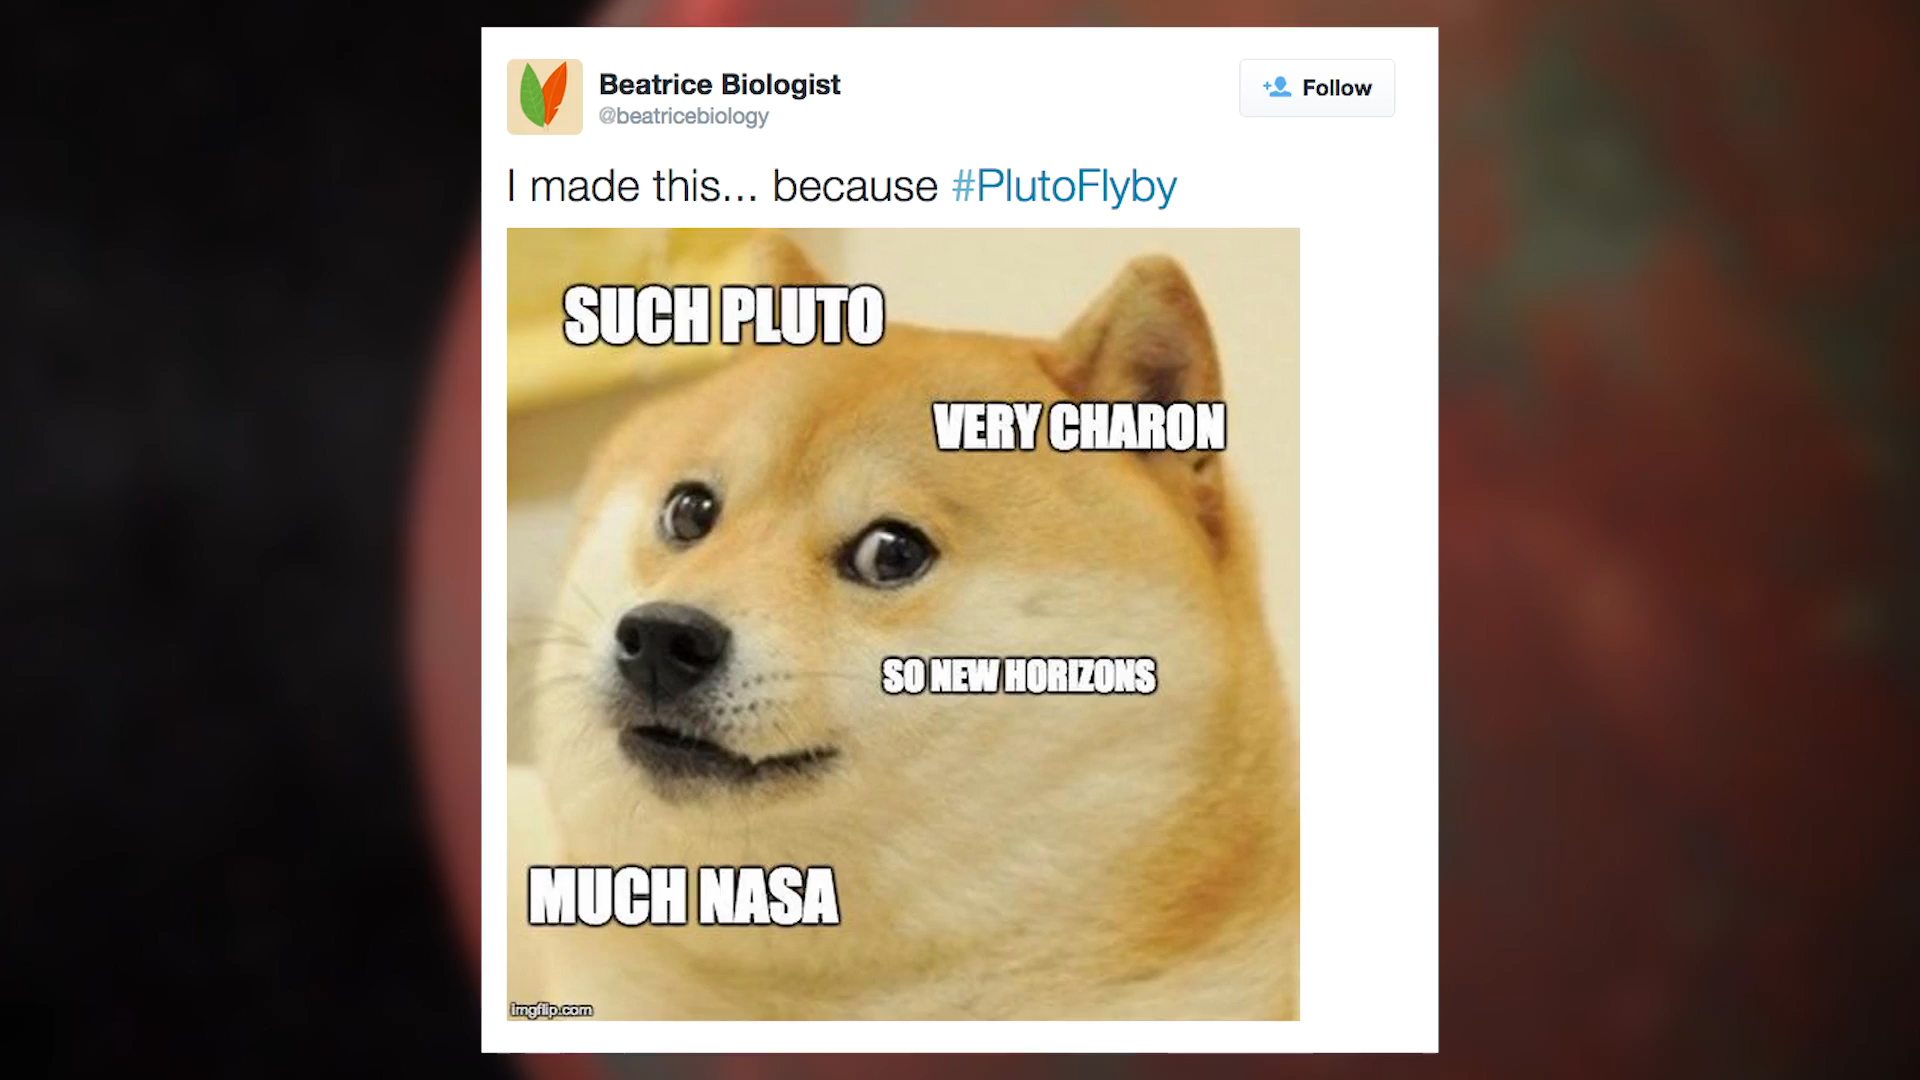 Beatrice Biologist
@beatricebiology
Follow
I made this... because #PlutoFlyby
SUCH PLUTO
VERY CHARON
SO NEW HORIZONS
MUCH NASA
imgflip.com